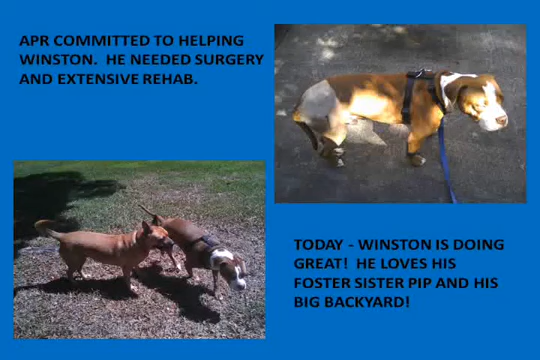 APR COMMITTED TO HELPING
WINSTON.  HE NEEDED SURGERY
AND EXTENSIVE REHAB.
TODAY - WINSTON IS DOING
GREAT!  HE LOVES HIS
FOSTER SISTER PIP AND HIS
BIG BACKYARD!